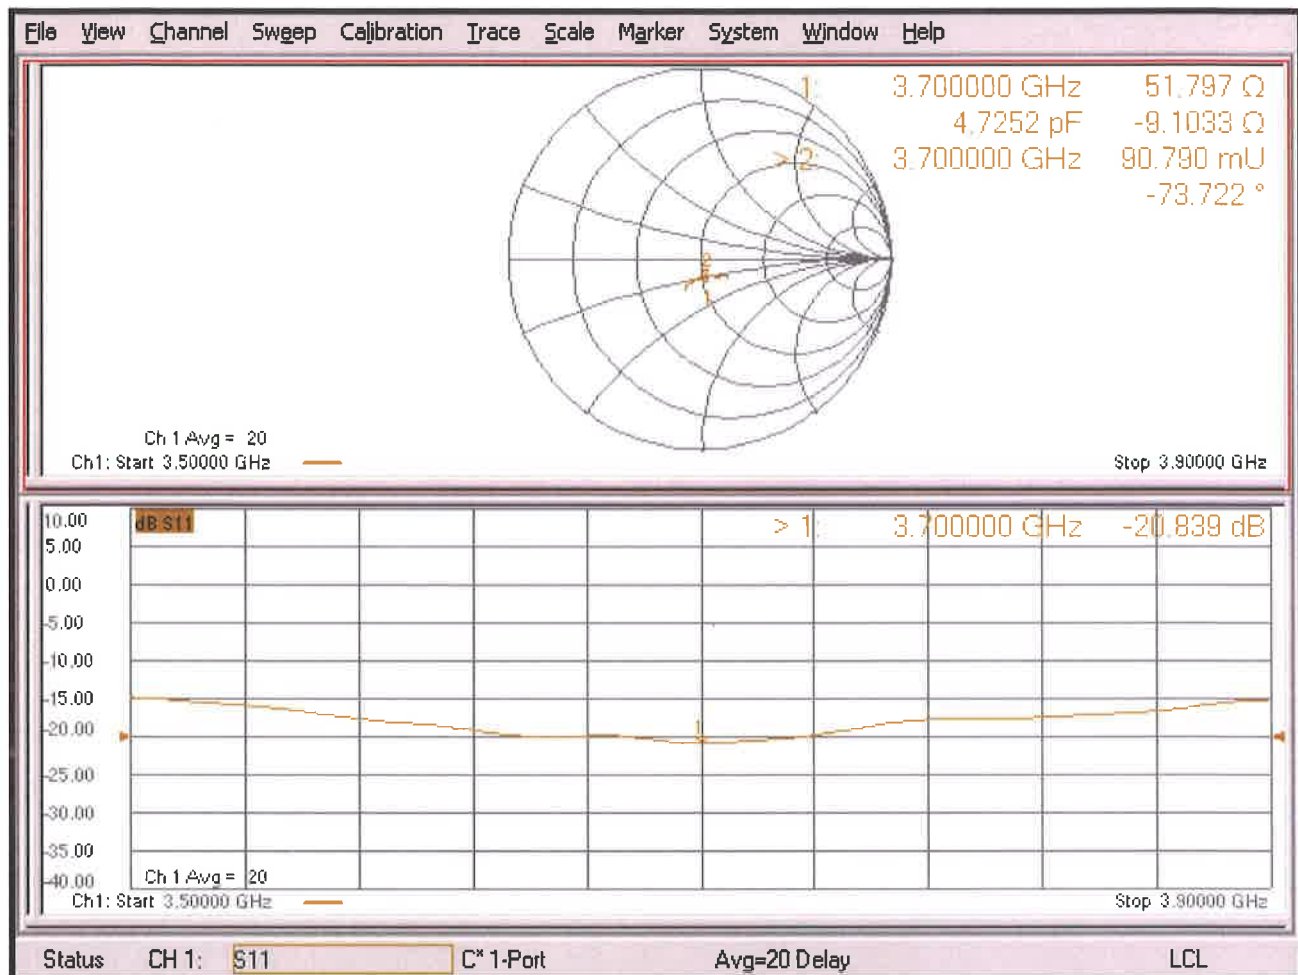 File View Channel Sweep Calibration Trace Scale Marker System Window Help
1: 3.700000 GHz 51.797 Ω
4.7252 pF -9.1033 Ω
> 2: 3.700000 GHz 90.790 mU
-73.722 °
2
1
Ch 1 Avg = 20
Ch1: Start 3.50000 GHz
Stop 3.90000 GHz
10.00
dB S11
> 1: 3.700000 GHz -20.839 dB
5.00
0.00
-5.00
-10.00
-15.00
-20.00
1
-25.00
-30.00
-35.00
-40.00
Ch 1 Avg = 20
Ch1: Start 3.50000 GHz
Stop 3.90000 GHz
Status CH 1: S11 C* 1-Port Avg=20 Delay LCL